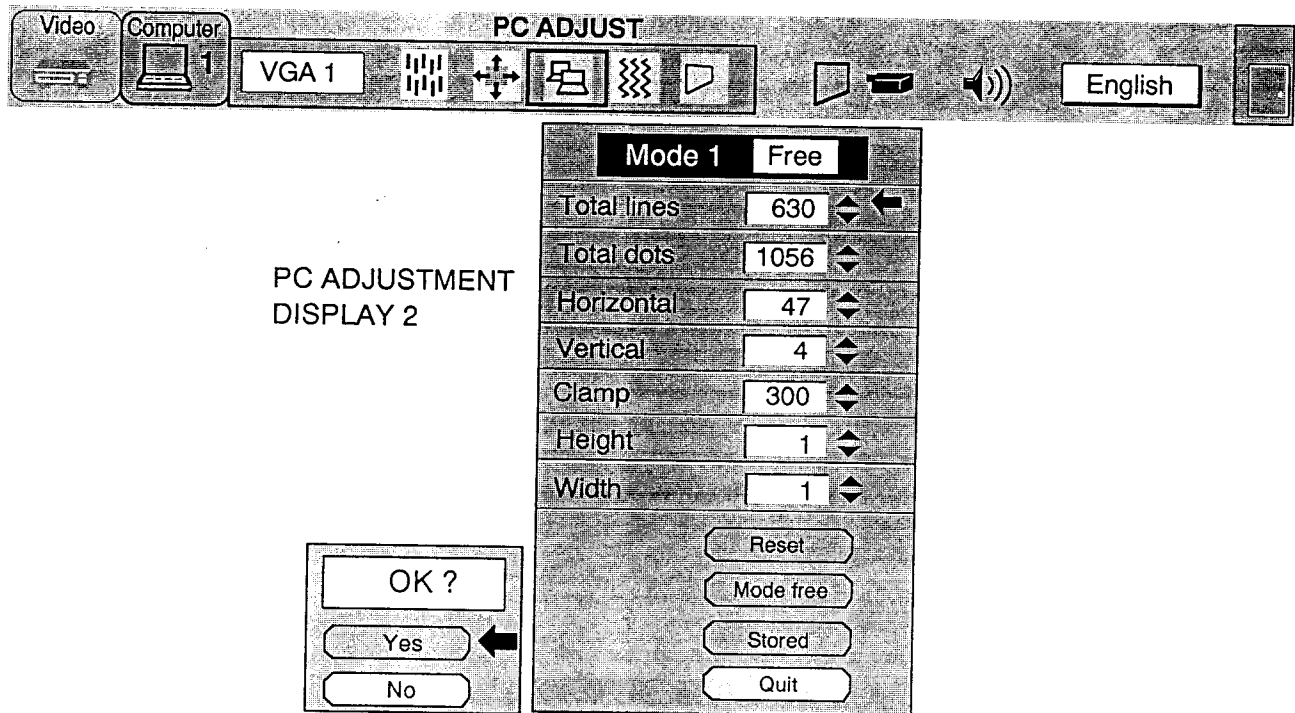 PC ADJUST
Video
Computer
1
VGA 1
English
Mode 1 Free
Total lines 630
Total dots 1056
Horizontal 47
Vertical 4
Clamp 300
Height 1
Width 1
Reset
Mode free
Stored
Quit
PC ADJUSTMENT
DISPLAY 2
OK ?
Yes
No